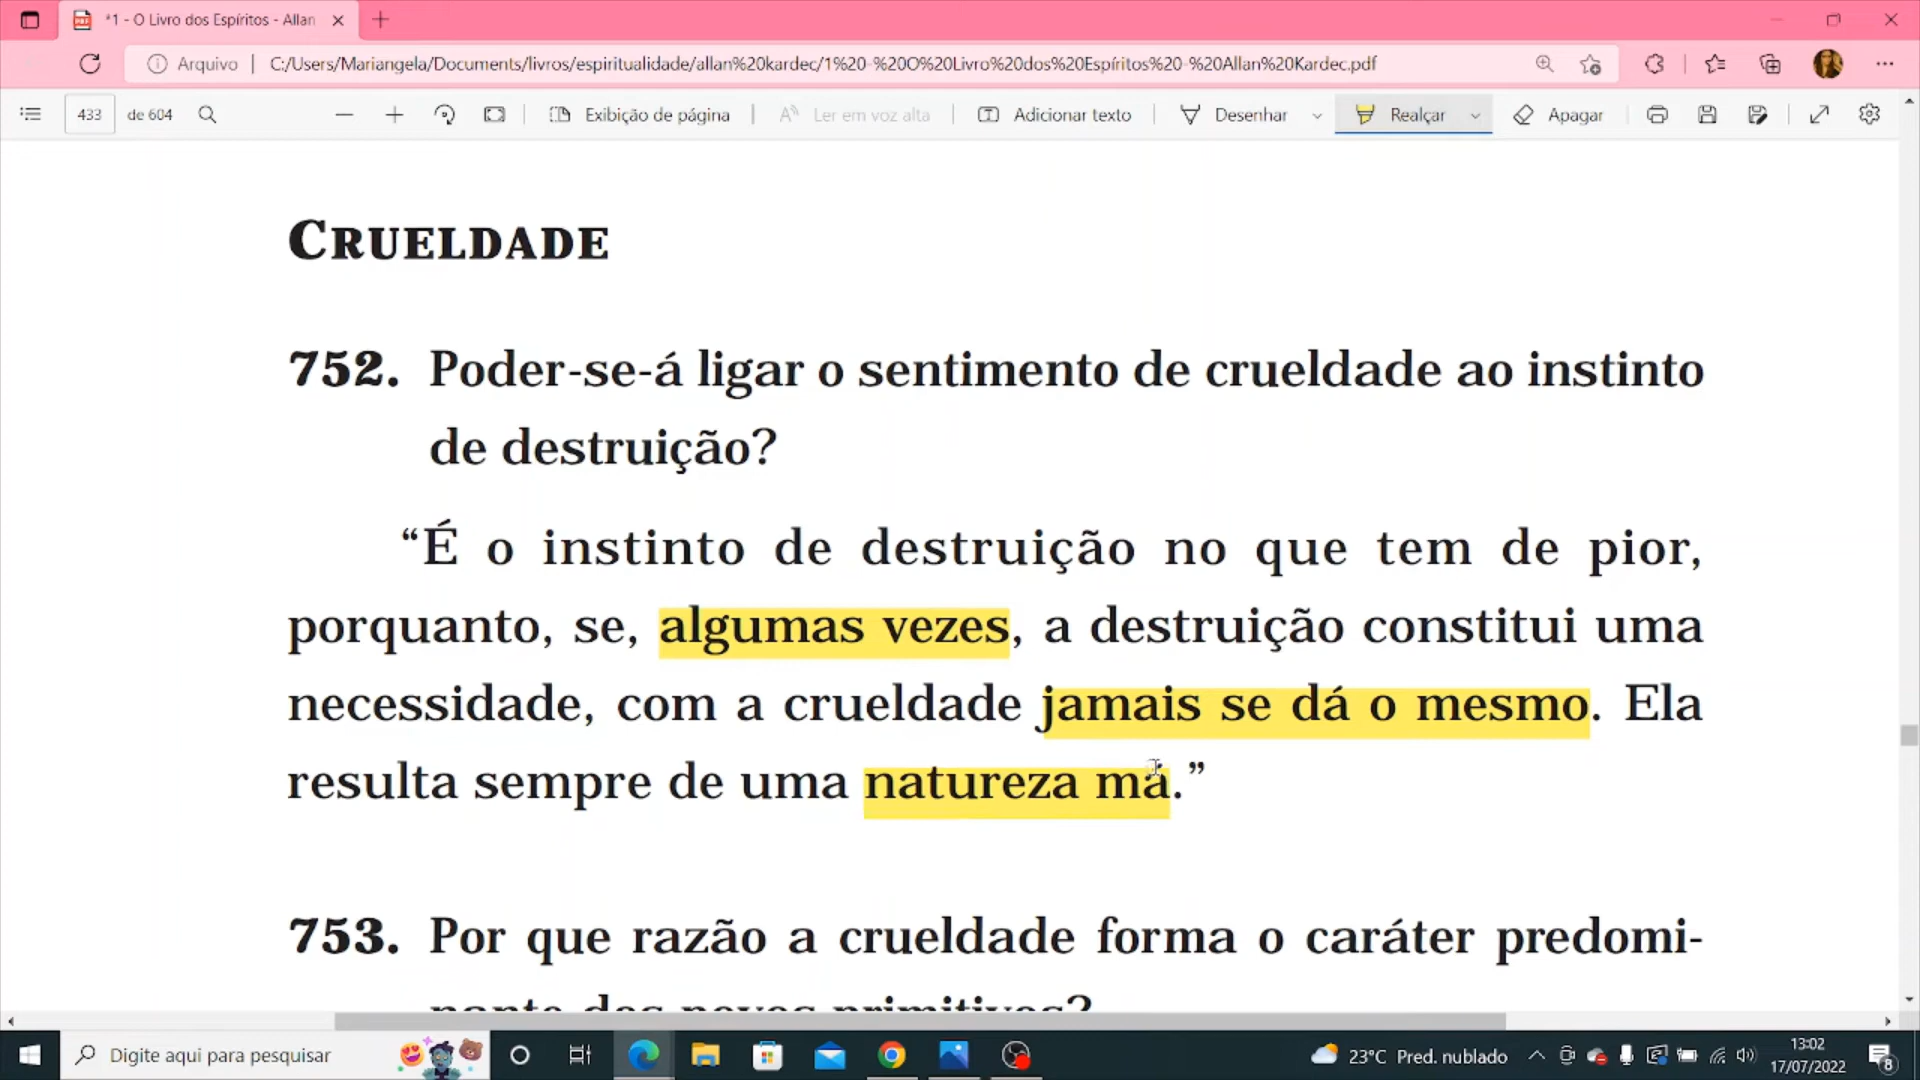 *1 - O Livro dos Espíritos - Allan
Arquivo | C:/Users/Mariangela/Documents/livros/espiritualidade/allan%20kardec/1%20-%20O%20Livro%20dos%20Espíritos%20-%20Allan%20Kardec.pdf
433 de 604 Exibição de página Ler em voz alta Adicionar texto Desenhar Realçar Apagar
CRUELDADE
752. Poder-se-á ligar o sentimento de crueldade ao instinto
de destruição?
“É o instinto de destruição no que tem de pior,
porquanto, se, algumas vezes, a destruição constitui uma
necessidade, com a crueldade jamais se dá o mesmo. Ela
resulta sempre de uma natureza má.”
753. Por que razão a crueldade forma o caráter predomi-
nante dos povos primitivos?
Digite aqui para pesquisar
23°C Pred. nublado
13:02
17/07/2022
8